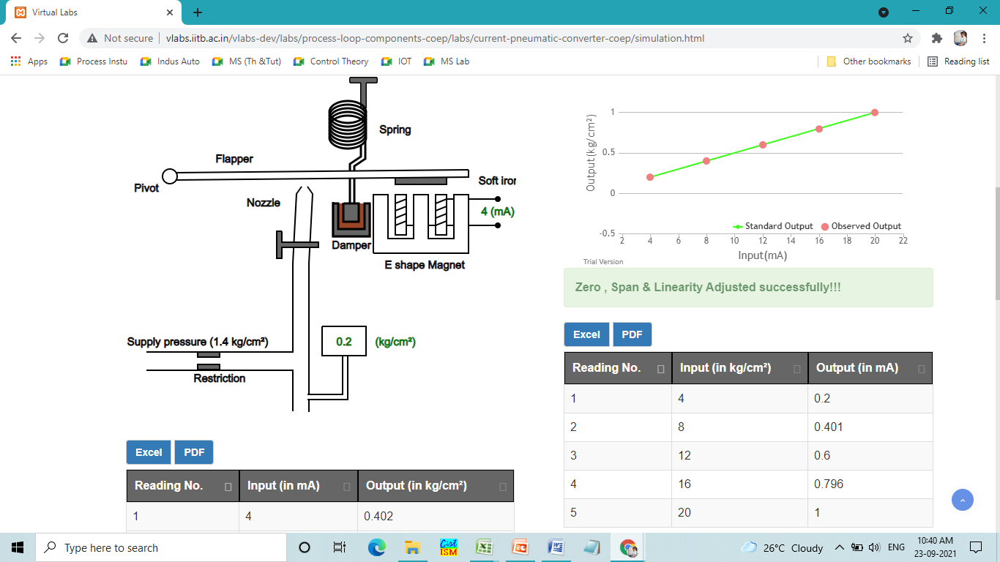 Virtual Labs
Not secure | vlabs.iitb.ac.in/vlabs-dev/labs/process-loop-components-coep/labs/current-pneumatic-converter-coep/simulation.html
Apps Process Instu Indus Auto MS (Th &Tut) Control Theory IOT MS Lab Other bookmarks Reading list
Spring
Flapper
Pivot
Soft iron
Nozzle
4 (mA)
Damper
E shape Magnet
Supply pressure (1.4 kg/cm²)
0.2 (kg/cm²)
Restriction
Excel PDF
Reading No. Input (in mA) Output (in kg/cm²)
1 4 0.402
Output(kg/cm²)
1
0.5
0
-0.5
Standard Output Observed Output
2 4 6 8 10 12 14 16 18 20 22
Input(mA)
Trial Version
Zero , Span & Linearity Adjusted successfully!!!
Excel PDF
Reading No. Input (in kg/cm²) Output (in mA)
1 4 0.2
2 8 0.401
3 12 0.6
4 16 0.796
5 20 1
Type here to search
Gist
ISM
26°C Cloudy ENG
10:40 AM
23-09-2021